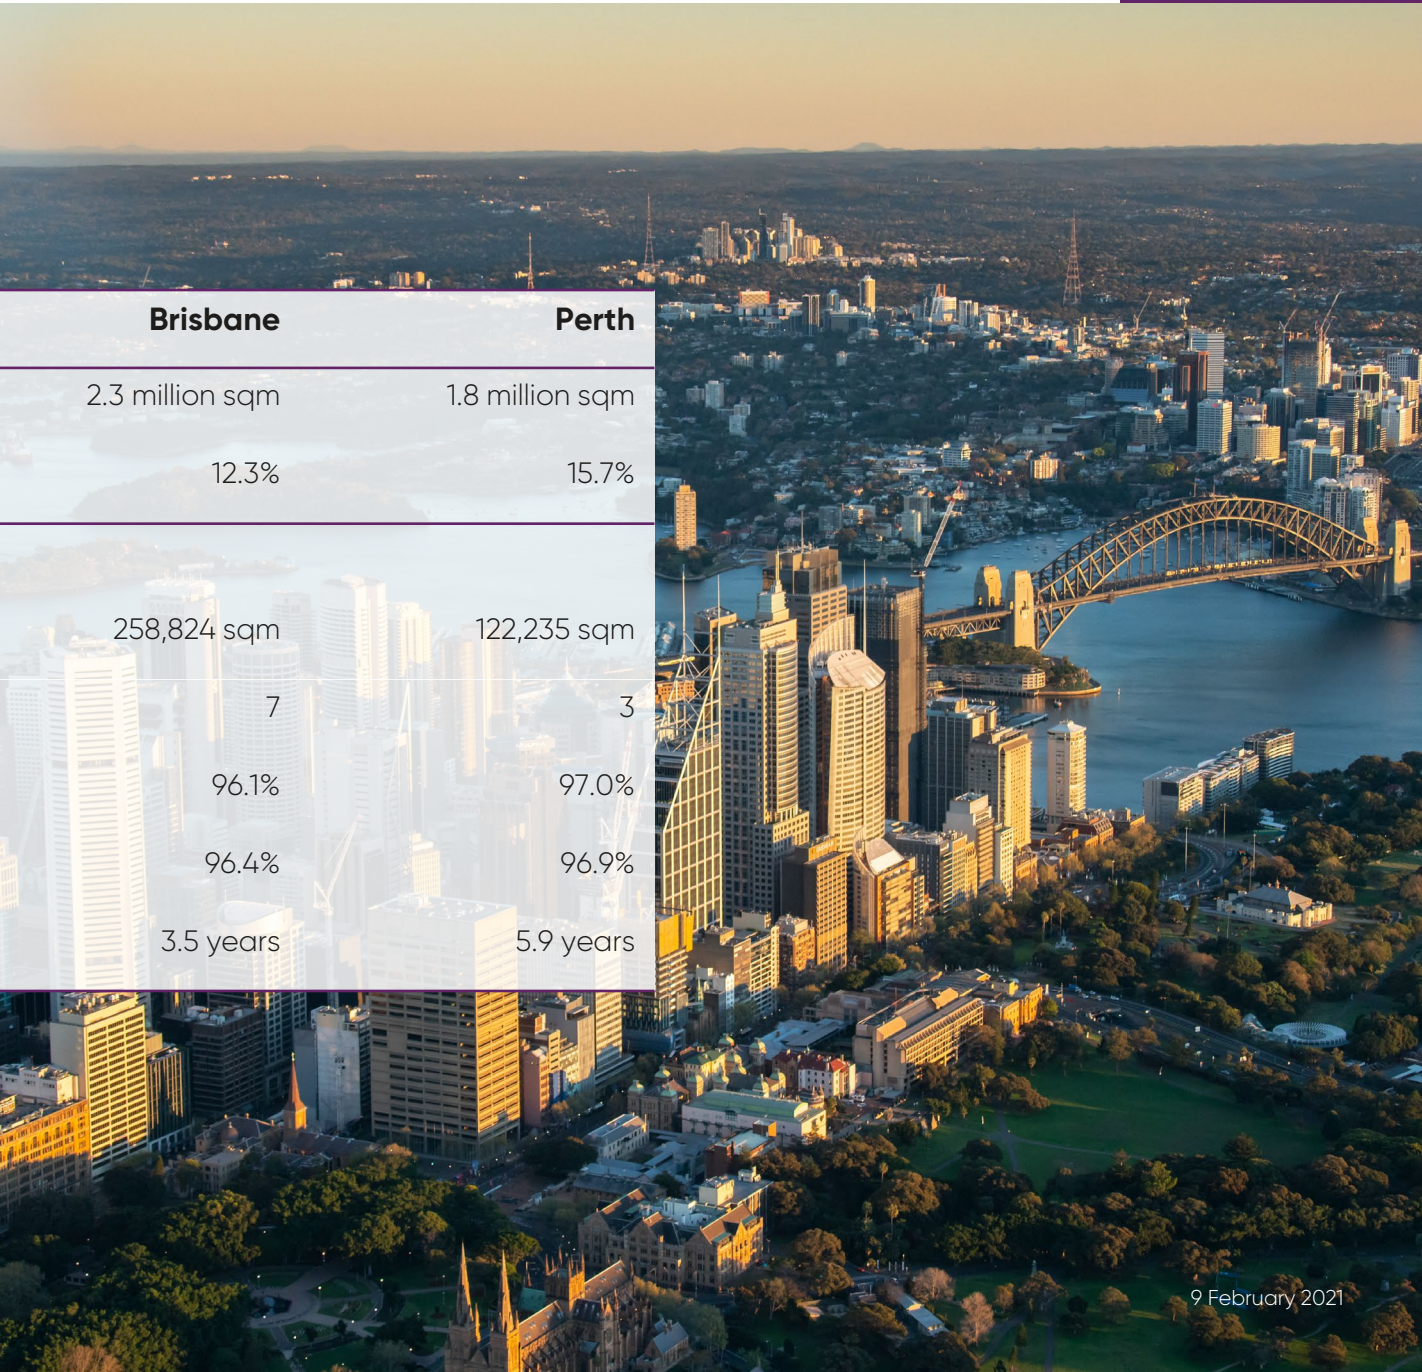 Brisbane Perth
2.3 million sqm 1.8 million sqm
12.3% 15.7%
258,824 sqm 122,235 sqm
7 3
96.1% 97.0%
96.4% 96.9%
3.5 years 5.9 years
9 February 2021